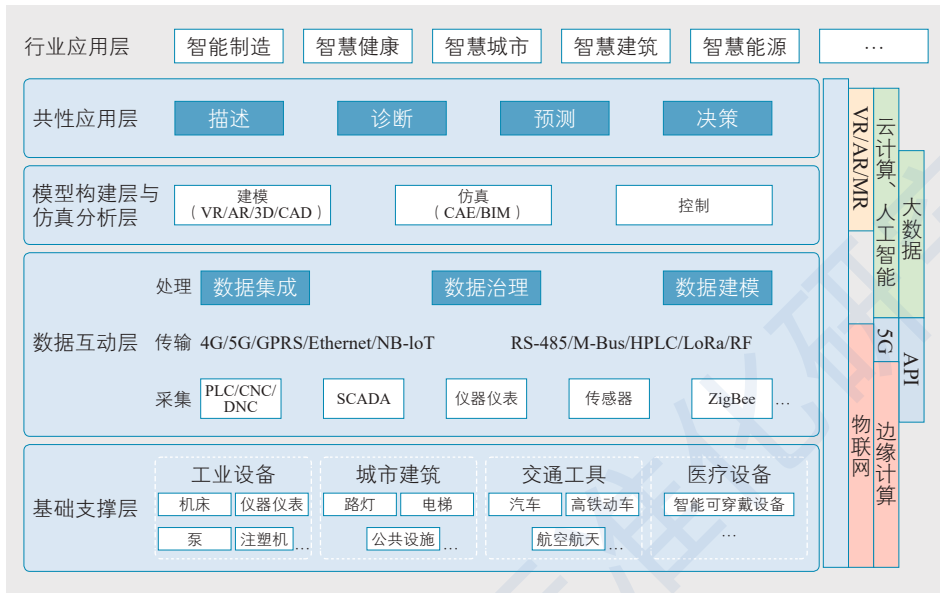 行业应用层
智能制造
智慧健康
智慧城市
智慧建筑
智慧能源
…
共性应用层
描述
诊断
预测
决策
模型构建层与
仿真分析层
建模
（VR/AR/3D/CAD）
仿真
（CAE/BIM）
控制
数据互动层
处理
数据集成
数据治理
数据建模
传输
4G/5G/GPRS/Ethernet/NB-IoT
RS-485/M-Bus/HPLC/LoRa/RF
采集
PLC/CNC/
DNC
SCADA
仪器仪表
传感器
ZigBee
…
基础支撑层
工业设备
机床
仪器仪表
泵
注塑机
…
城市建筑
路灯
电梯
公共设施
…
交通工具
汽车
高铁动车
航空航天
…
医疗设备
智能可穿戴设备
…
VR/AR/MR
物联网
云计算、人工智能
5G
边缘计算
大数据
API
标准化研